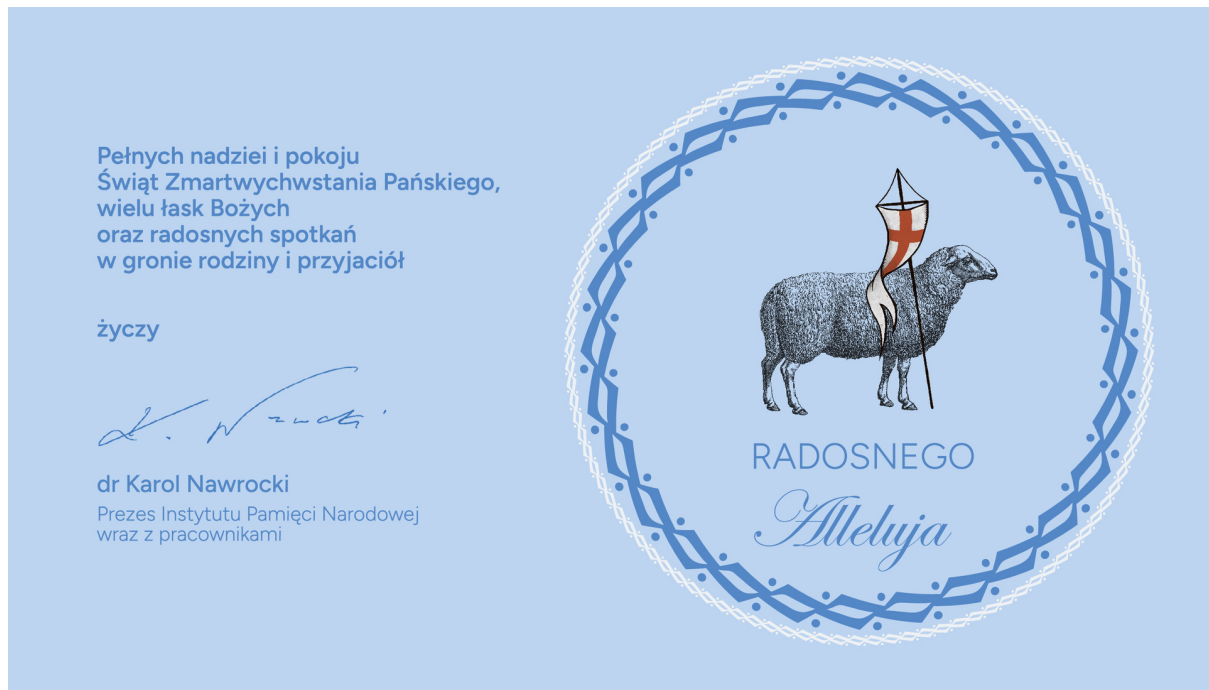 Pełnych nadziei i pokoju
Świąt Zmartwychwstania Pańskiego,
wielu łask Bożych
oraz radosnych spotkań
w gronie rodziny i przyjaciół
życzy
dr Karol Nawrocki
Prezes Instytutu Pamięci Narodowej
wraz z pracownikami
RADOSNEGO
Alleluja